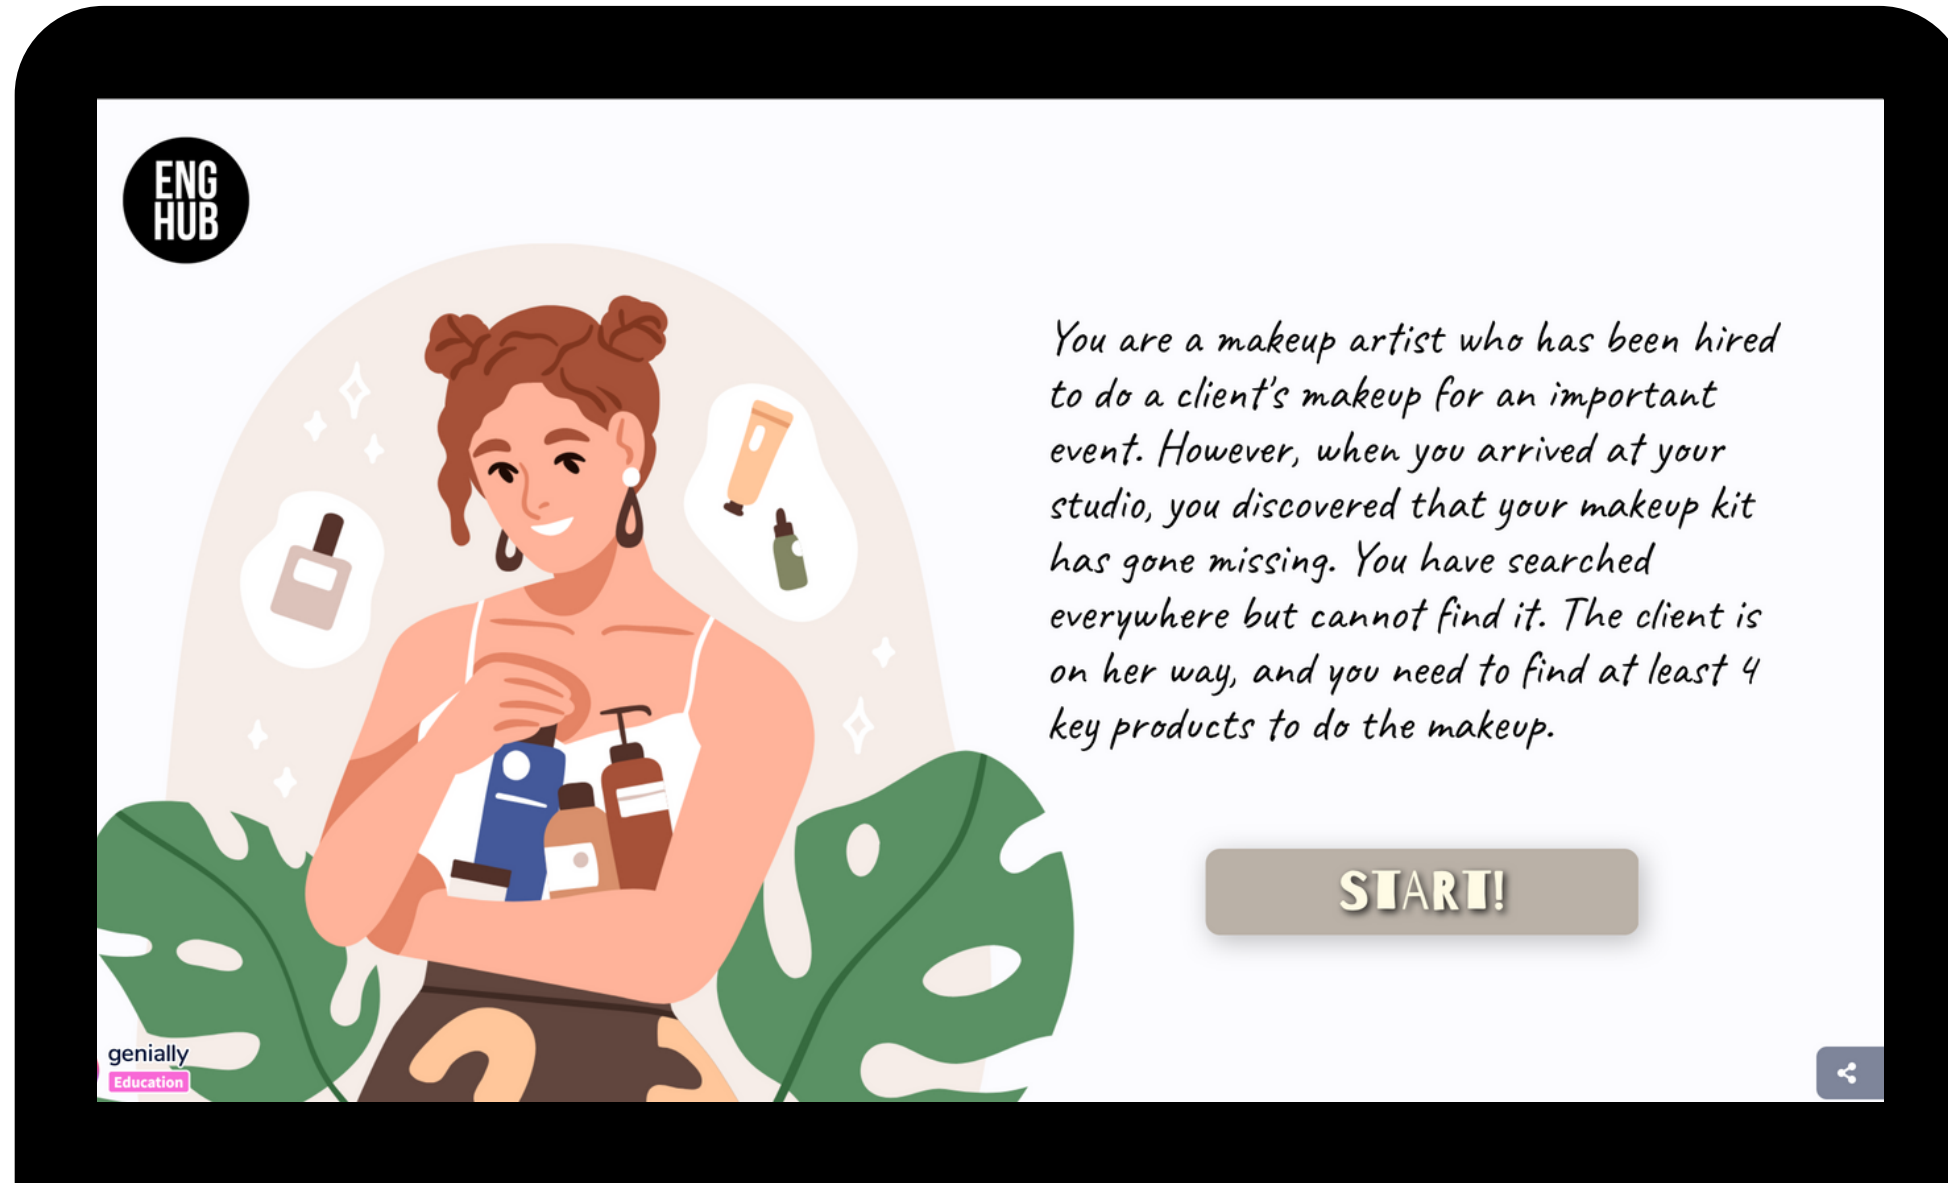 ENG
HUB
You are a makeup artist who has been hired
to do a client's makeup for an important
event. However, when you arrived at your
studio, you discovered that your makeup kit
has gone missing. You have searched
everywhere but cannot find it. The client is
on her way, and you need to find at least 4
key products to do the makeup.
START!
genially
Education